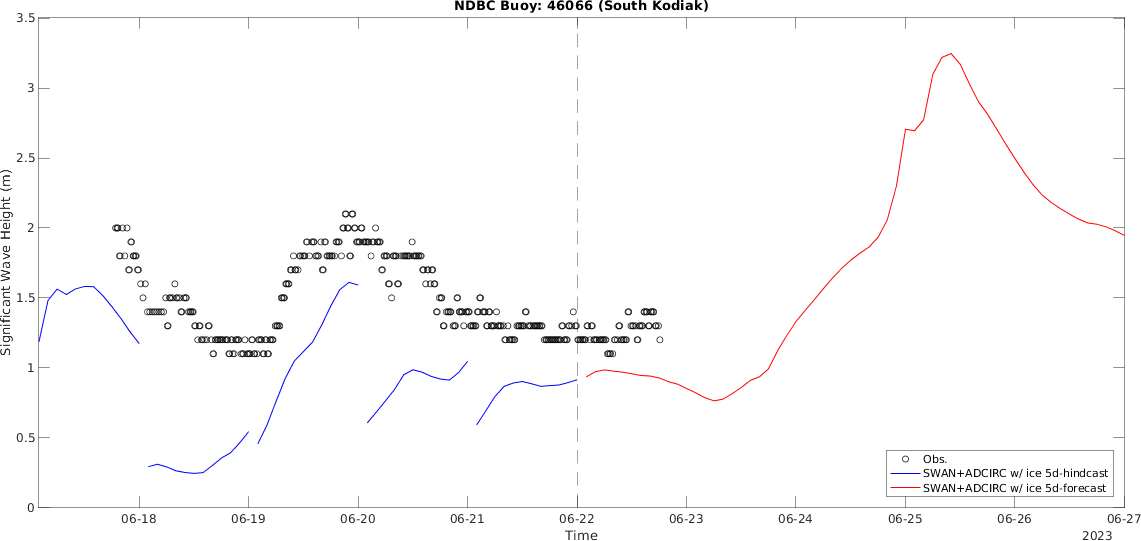 NDBC Buoy: 46066 (South Kodiak)
3.5
3
2.5
2
1.5
1
0.5
0
Significant Wave Height (m)
Obs.
SWAN+ADCIRC w/ ice 5d-hindcast
SWAN+ADCIRC w/ ice 5d-forecast
06-18 06-19 06-20 06-21 06-22 06-23 06-24 06-25 06-26 06-27
Time
2023